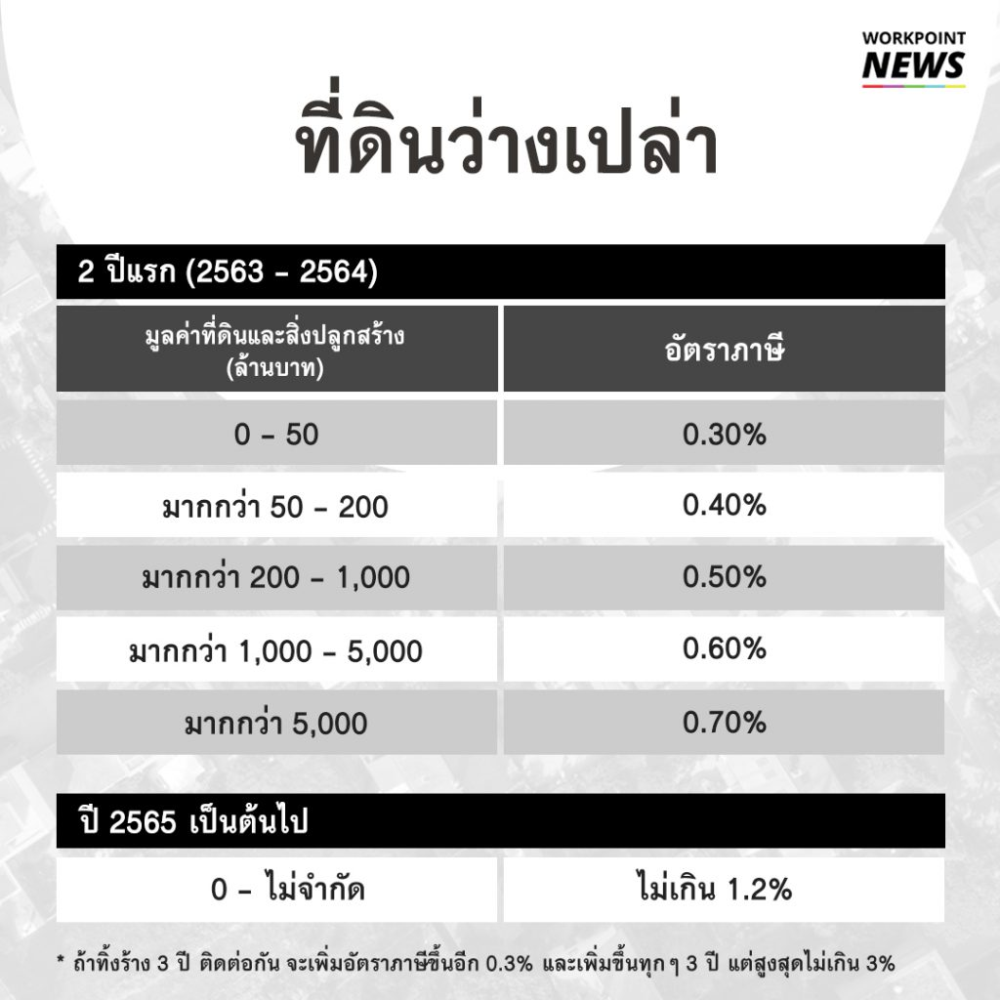 WORKPOINT
NEWS
ที่ดินว่างเปล่า
2 ปีแรก (2563 – 2564)
มูลค่าที่ดินและสิ่งปลูกสร้าง
(ล้านบาท)
อัตราภาษี
0 – 50
0.30%
มากกว่า 50 – 200
0.40%
มากกว่า 200 – 1,000
0.50%
มากกว่า 1,000 – 5,000
0.60%
มากกว่า 5,000
0.70%
ปี 2565 เป็นต้นไป
0 – ไม่จำกัด
ไม่เกิน 1.2%
* ถ้าทิ้งร้าง 3 ปี ติดต่อกัน จะเพิ่มอัตราภาษีขึ้นอีก 0.3% และเพิ่มขึ้นทุกๆ 3 ปี แต่สูงสุดไม่เกิน 3%